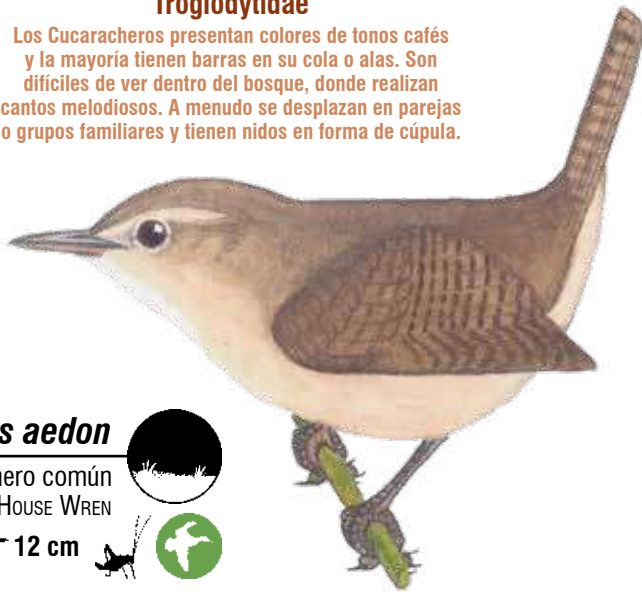 Troglodytidae
Los Cucaracheros presentan colores de tonos cafés
y la mayoría tienen barras en su cola o alas. Son
difíciles de ver dentro del bosque, donde realizan
cantos melodiosos. A menudo se desplazan en parejas
o grupos familiares y tienen nidos en forma de cúpula.
s aedon
nero común
HOUSE WREN
12 cm